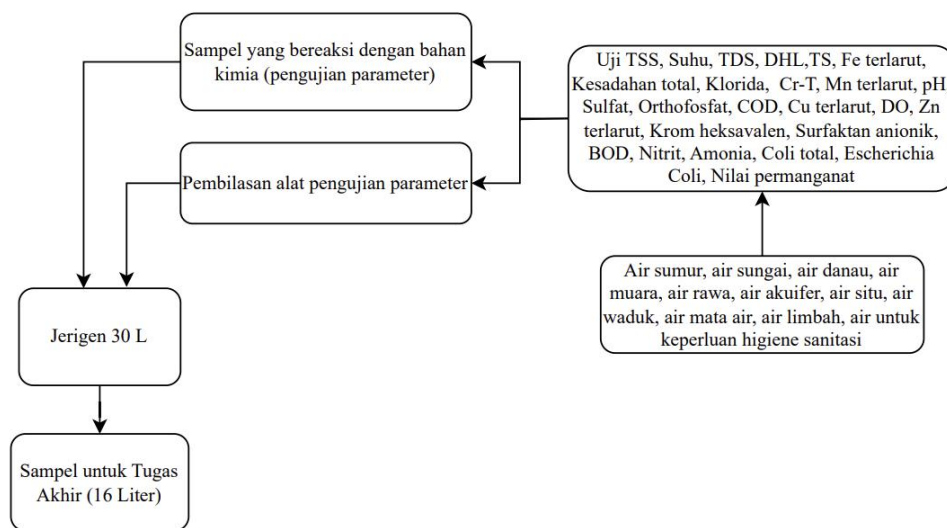 Sampel yang bereaksi dengan bahan
kimia (pengujian parameter)
Uji TSS, Suhu, TDS, DHL,TS, Fe terlarut,
Kesadahan total, Klorida, Cr-T, Mn terlarut, pH
Sulfat, Orthofosfat, COD, Cu terlarut, DO, Zn
terlarut, Krom heksavalen, Surfaktan anionik,
BOD, Nitrit, Amonia, Coli total, Escherichia
Coli, Nilai permanganat
Pembilasan alat pengujian parameter
Air sumur, air sungai, air danau, air
muara, air rawa, air akuifer, air situ, air
waduk, air mata air, air limbah, air untuk
keperluan higiene sanitasi
Jerigen 30 L
Sampel untuk Tugas
Akhir (16 Liter)